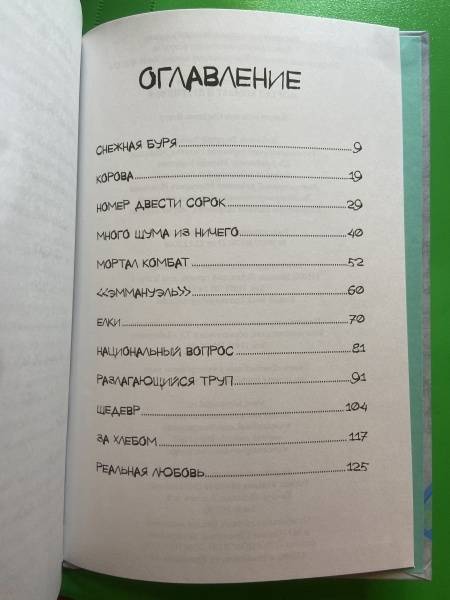 ОГЛАВЛЕНИЕ
СНЕЖНАЯ БУРЯ 9
КОРОВА 19
НОМЕР ДВЕСТИ СОРОК 29
МНОГО ШУМА ИЗ НИЧЕГО 40
МОРТАЛ КОМБАТ 52
«ЭММАНУЭЛЬ» 60
ЕЛКИ 70
НАЦИОНАЛЬНЫЙ ВОПРОС 81
РАЗЛАГАЮЩИЙСЯ ТРУП 91
ШЕДЕВР 104
ЗА ХЛЕБОМ 117
РЕАЛЬНАЯ ЛЮБОВЬ 125